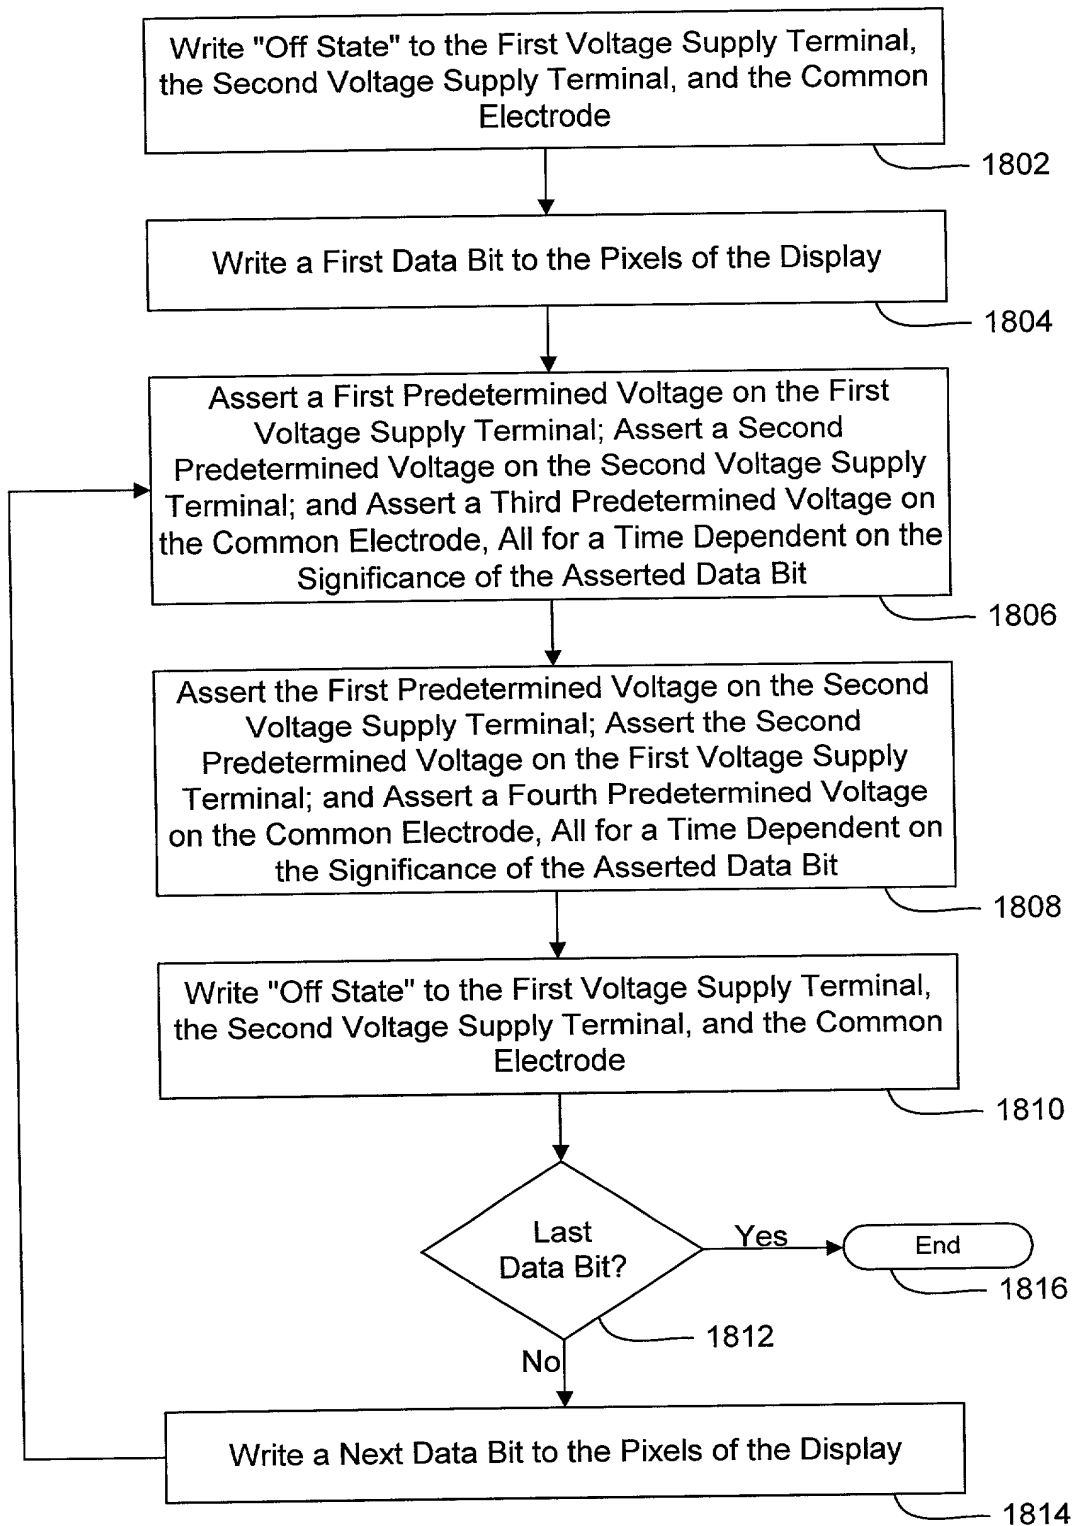 Write "Off State" to the First Voltage Supply Terminal,
the Second Voltage Supply Terminal, and the Common
Electrode
1802
Write a First Data Bit to the Pixels of the Display
1804
Assert a First Predetermined Voltage on the First
Voltage Supply Terminal; Assert a Second
Predetermined Voltage on the Second Voltage Supply
Terminal; and Assert a Third Predetermined Voltage on
the Common Electrode, All for a Time Dependent on the
Significance of the Asserted Data Bit
1806
Assert the First Predetermined Voltage on the Second
Voltage Supply Terminal; Assert the Second
Predetermined Voltage on the First Voltage Supply
Terminal; and Assert a Fourth Predetermined Voltage
on the Common Electrode, All for a Time Dependent on
the Significance of the Asserted Data Bit
1808
Write "Off State" to the First Voltage Supply Terminal,
the Second Voltage Supply Terminal, and the Common
Electrode
1810
Last
Data Bit?
Yes
End
1816
1812
No
Write a Next Data Bit to the Pixels of the Display
1814